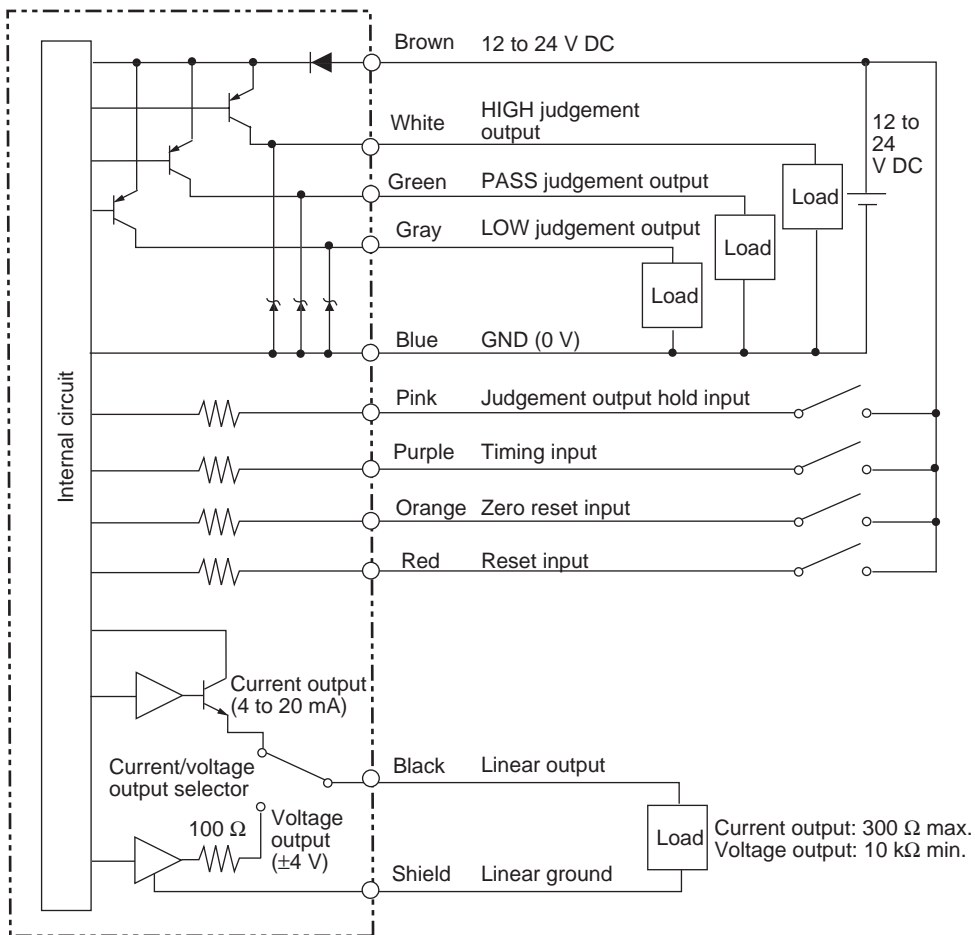 Brown 12 to 24 V DC
HIGH judgement
output
White
12 to
24
V DC
Load
Green PASS judgement output
Load
Gray LOW judgement output
Load
Blue GND (0 V)
Internal circuit
Pink Judgement output hold input
Purple Timing input
Orange Zero reset input
Red Reset input
Current output
(4 to 20 mA)
Current/voltage
output selector
Black Linear output
100 Ω
Voltage
output
(±4 V)
Load
Current output: 300 Ω max.
Voltage output: 10 kΩ min.
Shield Linear ground